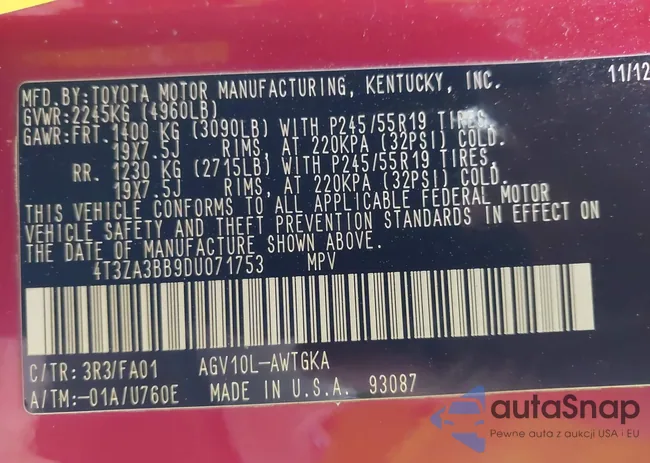 MFD.BY:TOYOTA MOTOR MANUFACTURING, KENTUCKY, INC. 11/12
GVWR:2245KG (4960LB)
GAWR:FRT. 1400 KG (3090LB) WITH P245/55R19 TIRES,
19X7.5J RIMS, AT 220KPA (32PSI) COLD.
RR. 1230 KG (2715LB) WITH P245/55R19 TIRES,
19X7.5J RIMS, AT 220KPA (32PSI) COLD.
THIS VEHICLE CONFORMS TO ALL APPLICABLE FEDERAL MOTOR
VEHICLE SAFETY AND THEFT PREVENTION STANDARDS IN EFFECT ON
THE DATE OF MANUFACTURE SHOWN ABOVE.
4T3ZA3BB9DU071753 MPV
C/TR: 3R3/FA01 AGV10L-AWTGKA
A/TM:-01A/U760E MADE IN U.S.A. 93087
autaSnap
Pewne auta z aukcji USA i EU